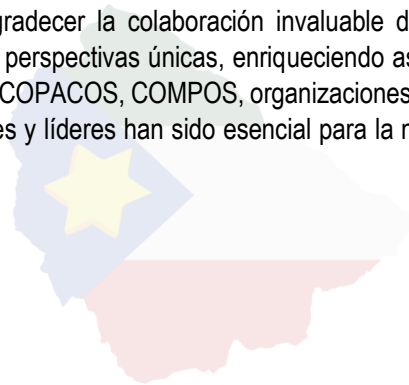 gradecer la colaboración invaluable d
perspectivas únicas, enriqueciendo as
COPACOS, COMPOS, organizaciones
es y líderes han sido esencial para la